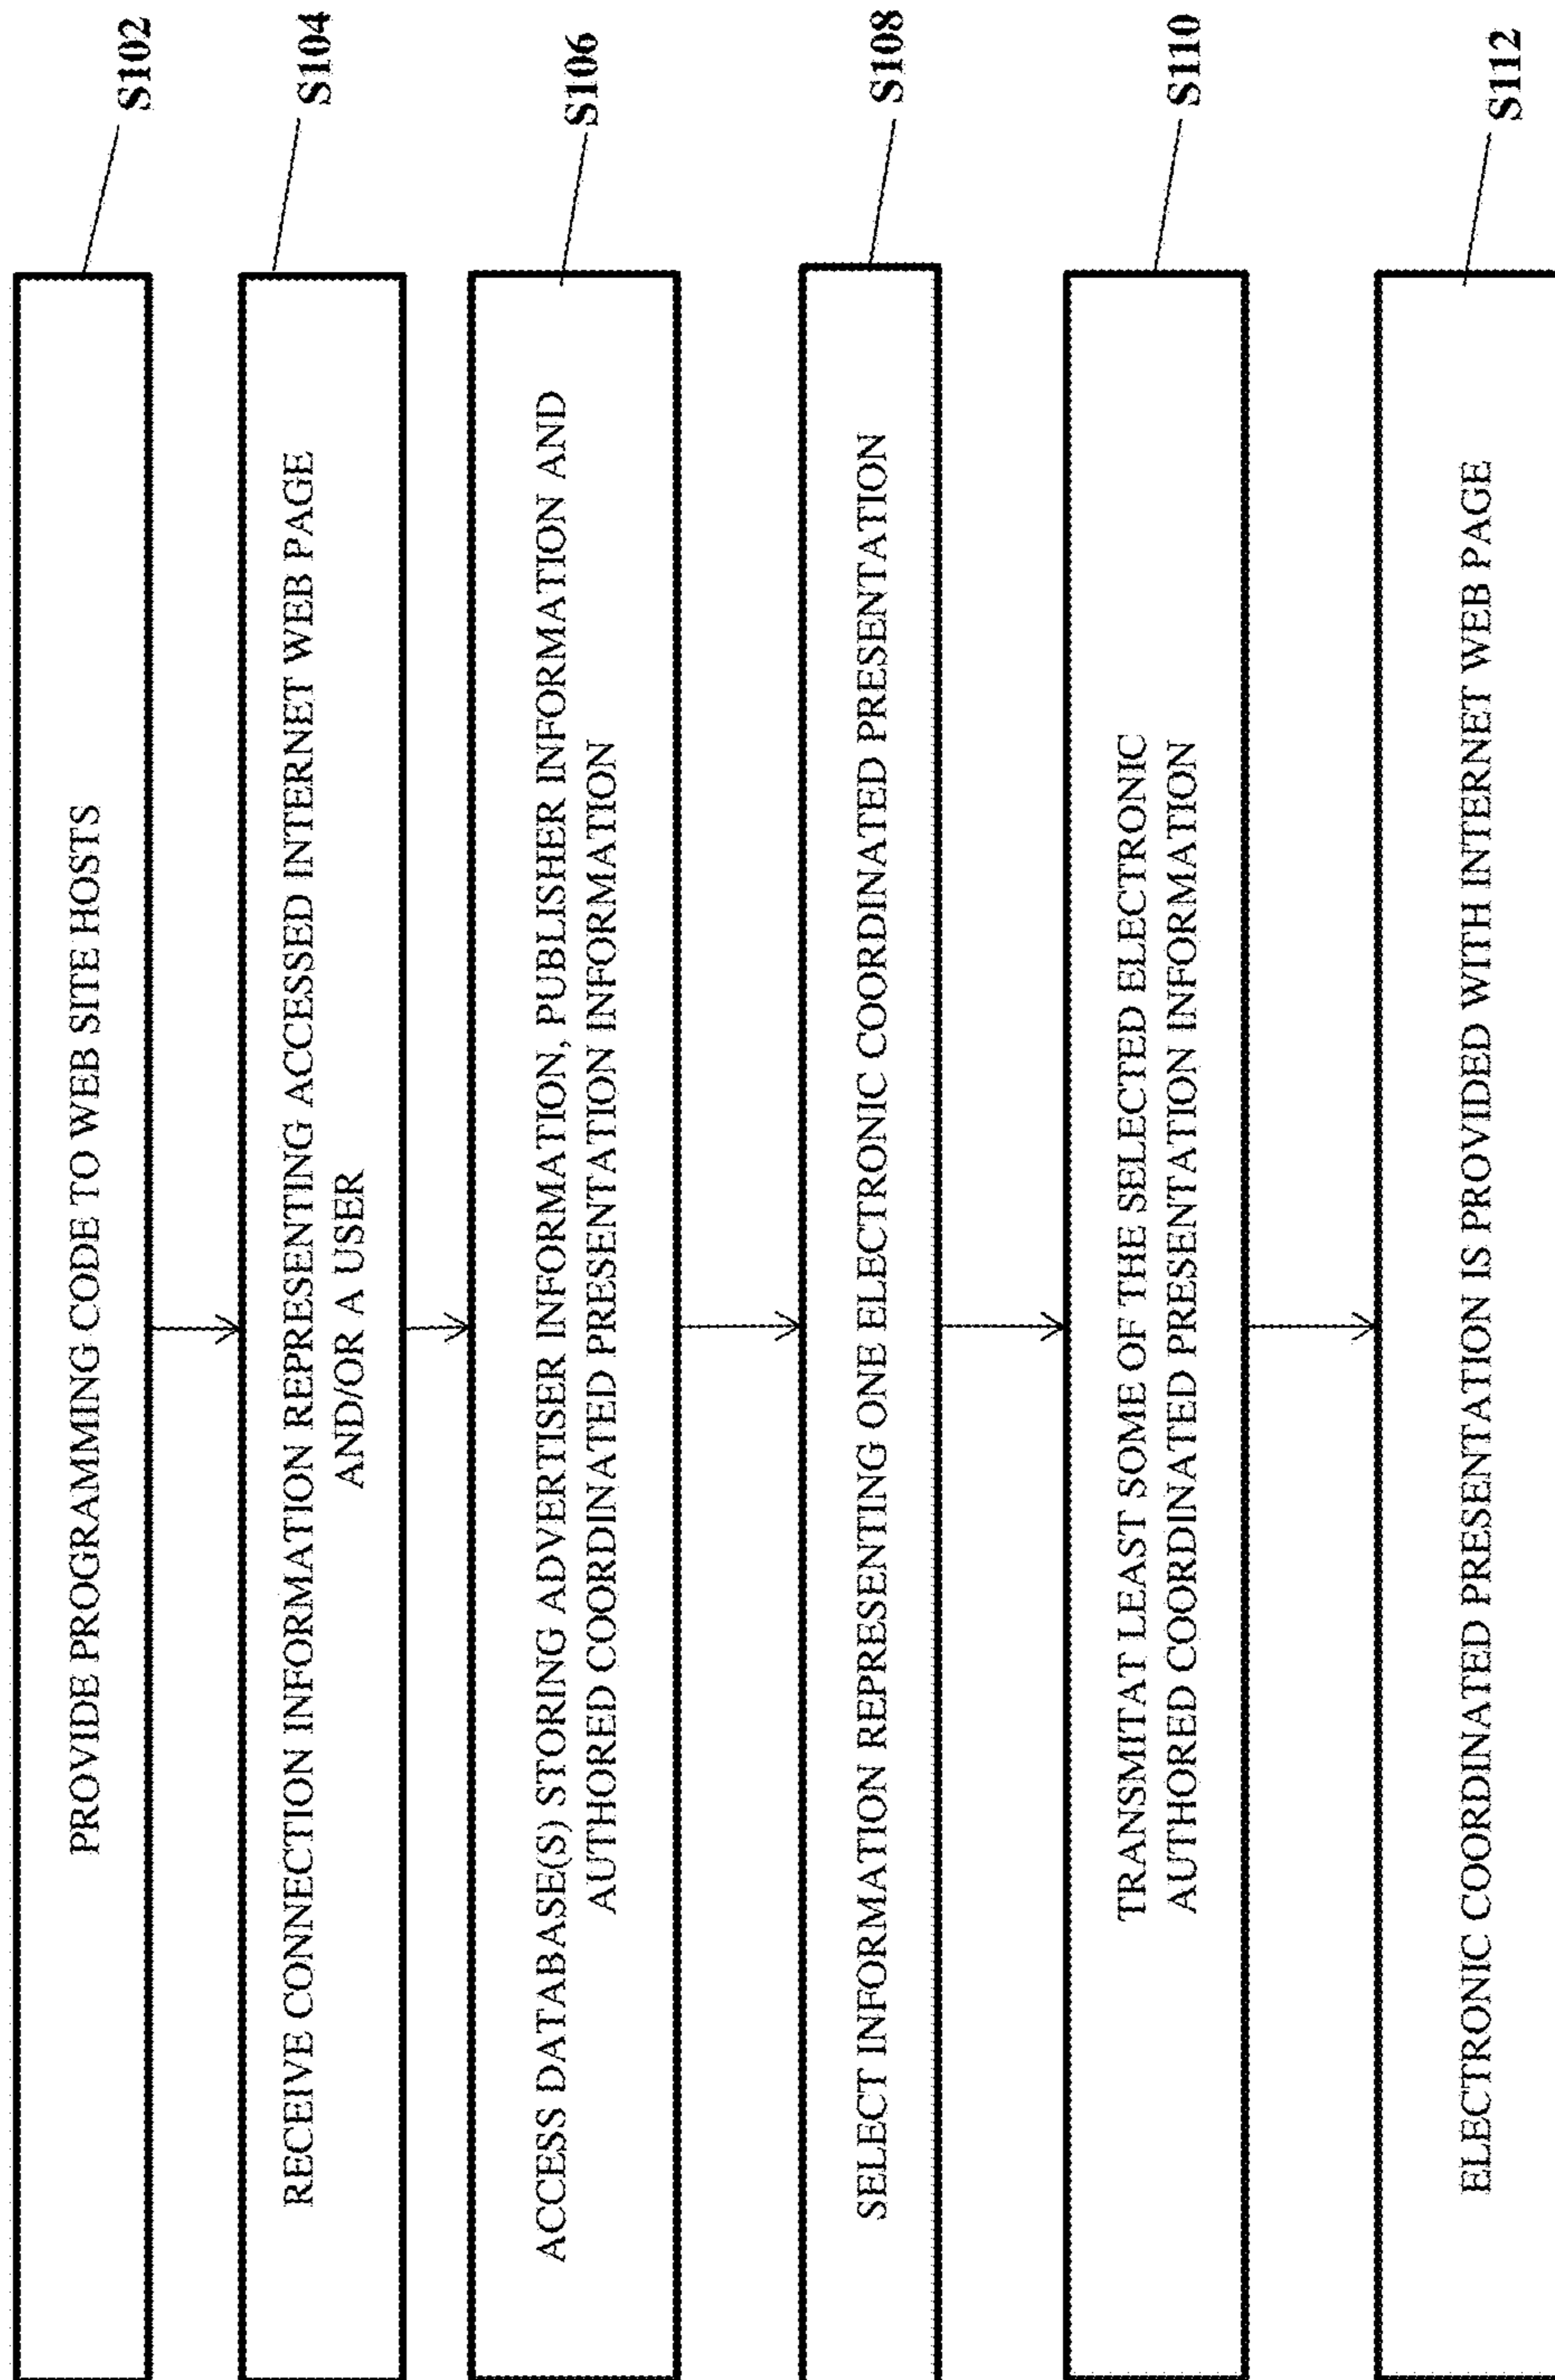 PROVIDE PROGRAMMING CODE TO WEB SITE HOSTS
S102
RECEIVE CONNECTION INFORMATION REPRESENTING ACCESSED INTERNET WEB PAGE
AND/OR A USER
S104
ACCESS DATABASE(S) STORING ADVERTISER INFORMATION, PUBLISHER INFORMATION AND
AUTHORED COORDINATED PRESENTATION INFORMATION
S106
SELECT INFORMATION REPRESENTING ONE ELECTRONIC COORDINATED PRESENTATION
S108
TRANSMITAT LEAST SOME OF THE SELECTED ELECTRONIC
AUTHORED COORDINATED PRESENTATION INFORMATION
S110
ELECTRONIC COORDINATED PRESENTATION IS PROVIDED WITH INTERNET WEB PAGE
S112